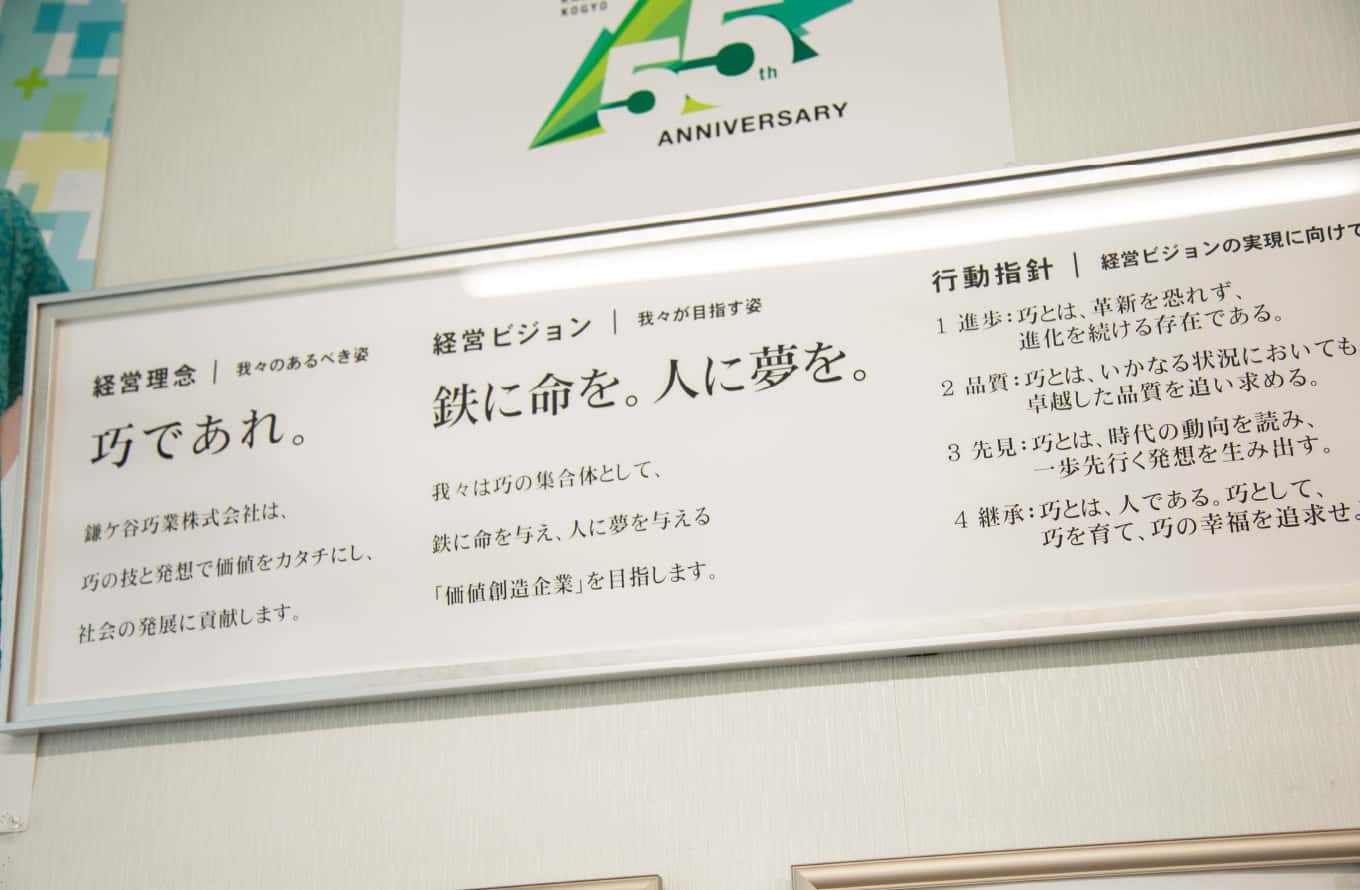 KOGYO
55th
ANNIVERSARY
経営理念｜我々のあるべき姿
巧であれ。
鎌ケ谷巧業株式会社は、
巧の技と発想で価値をカタチにし、
社会の発展に貢献します。
経営ビジョン｜我々が目指す姿
鉄に命を。人に夢を。
我々は巧の集合体として、
鉄に命を与え、人に夢を与える
「価値創造企業」を目指します。
行動指針｜経営ビジョンの実現に向けて
1 進歩：巧とは、革新を恐れず、
進化を続ける存在である。
2 品質：巧とは、いかなる状況においても
卓越した品質を追い求める。
3 先見：巧とは、時代の動向を読み、
一歩先行く発想を生み出す。
4 継承：巧とは、人である。巧として、
巧を育て、巧の幸福を追求せ